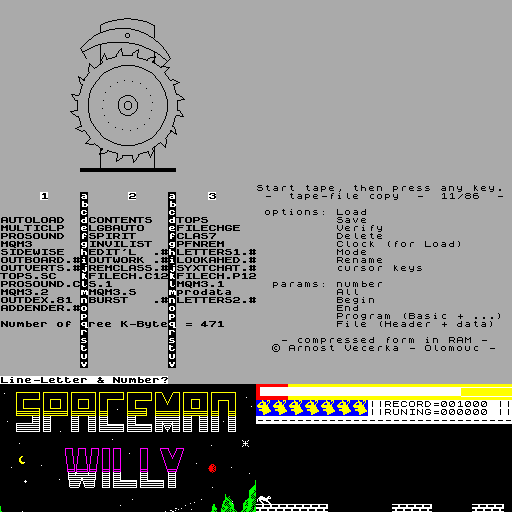 1 2 3
AUTOLOAD CONTENTS TOPS
MULTICLP LGBAUTO FILECHGE
PROSOUND SPIRIT CLAS7
MQM3 INVILIST PFNREM
SIDEWISE EDIT'L .# LETTERS1.#
OUTBOARD.# OUTWORK .# LOOKAHED.#
OUTVERTS.# REMCLASS.# SYXTCHAT.#
TOPS.SC FILECH.C12 FILECH.P12
PROSOUND.CLS.1 MQM3.1
MQM3.2 MQM3.5 prodata
OUTDEX.81 BURST .# LETTERS2.#
ADDENDER.#
Number of free K-Bytes = 471
Line-Letter & Number?
Start tape, then press any key.
- tape-file copy - 11/86 -
options: Load
Save
Verify
Delete
Clock (for Load)
Mode
Rename
cursor keys
params: number
All
Begin
End
Program (Basic + ...)
File (Header + data)
- compressed form in RAM -
© Arnost Vecerka - Olomouc -
SPACEMAN
WILLY
||RECORD=001000 ||
||RUNING=000000 ||